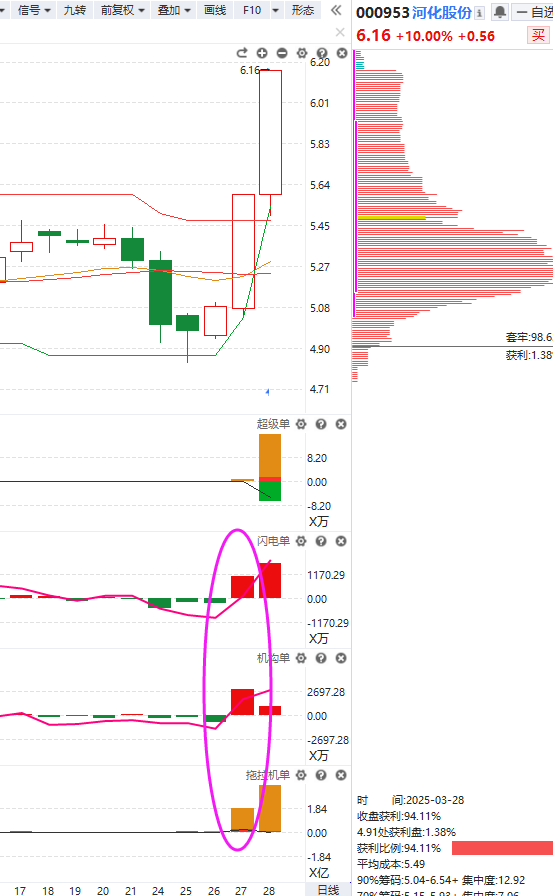 信号 九转 前复权 叠加 画线 F10 形态
000953 河化股份 自选
6.16 +10.00% +0.56 买
6.16
6.20
6.01
5.83
5.64
5.45
5.27
5.08
4.90
4.71
套牢:98.6
获利:1.38
超级单
8.20
0.00
-8.20
X万
闪电单
1170.29
0.00
-1170.29
X万
机构单
2697.28
0.00
-2697.28
X万
拖拉机单
1.84
0.00
-1.84
X亿
17 18 19 20 21 24 25 26 27 28 日线
时 间:2025-03-28
收盘获利:94.11%
4.91处获利盘:1.38%
获利比例:94.11%
平均成本:5.49
90%筹码:5.04-6.54+ 集中度:12.92
70%筹码:5.15-5.93+ 集中度:7.06